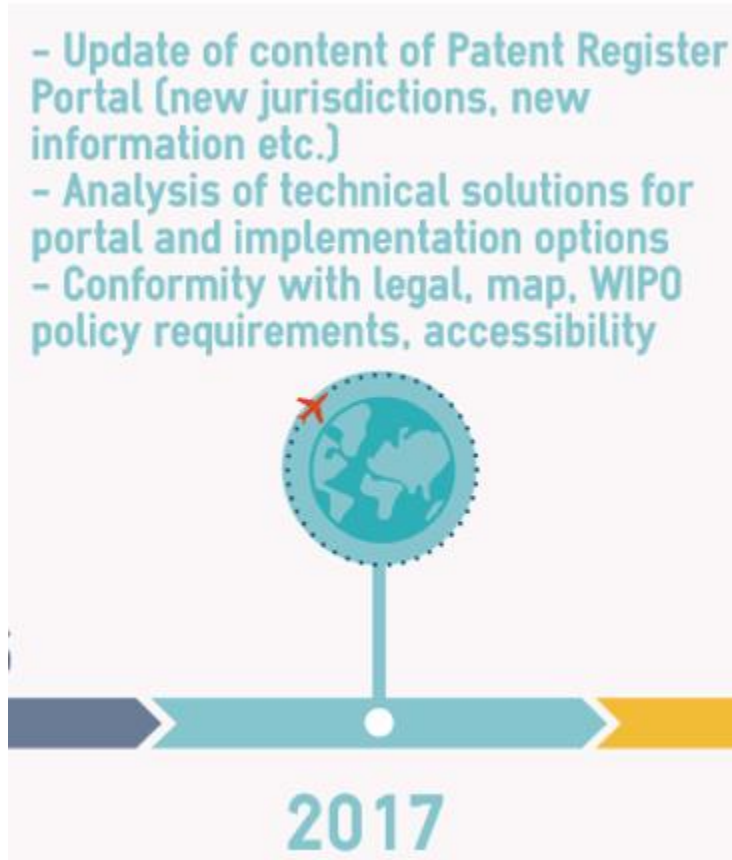 - Update of content of Patent Register
Portal (new jurisdictions, new
information etc.)
- Analysis of technical solutions for
portal and implementation options
- Conformity with legal, map, WIPO
policy requirements, accessibility
2017